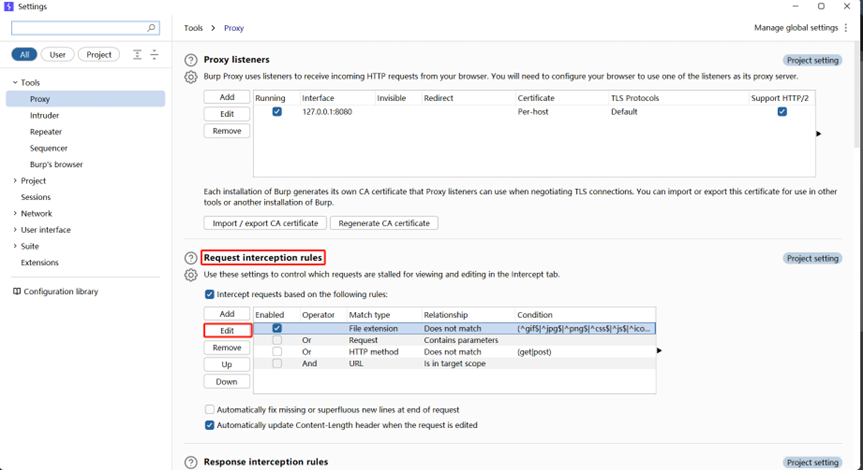 Settings
Tools > Proxy
Manage global settings
All User Project
Tools
Proxy
Intruder
Repeater
Sequencer
Burp's browser
Project
Sessions
Network
User interface
Suite
Extensions
Configuration library
Proxy listeners
Project setting
Burp Proxy uses listeners to receive incoming HTTP requests from your browser. You will need to configure your browser to use one of the listeners as its proxy server.
Add
Edit
Remove
Running Interface Invisible Redirect Certificate TLS Protocols Support HTTP/2
127.0.0.1:8080 Per-host Default
Each installation of Burp generates its own CA certificate that Proxy listeners can use when negotiating TLS connections. You can import or export this certificate for use in other
tools or another installation of Burp.
Import / export CA certificate Regenerate CA certificate
Request interception rules
Project setting
Use these settings to control which requests are stalled for viewing and editing in the Intercept tab.
Intercept requests based on the following rules:
Add
Edit
Remove
Up
Down
Enabled Operator Match type Relationship Condition
File extension Does not match (^gif$|^jpg$|^png$|^css$|^js$|^ico...
Or Request Contains parameters
Or HTTP method Does not match (get|post)
And URL Is in target scope
Automatically fix missing or superfluous new lines at end of request
Automatically update Content-Length header when the request is edited
Response interception rules
Project setting